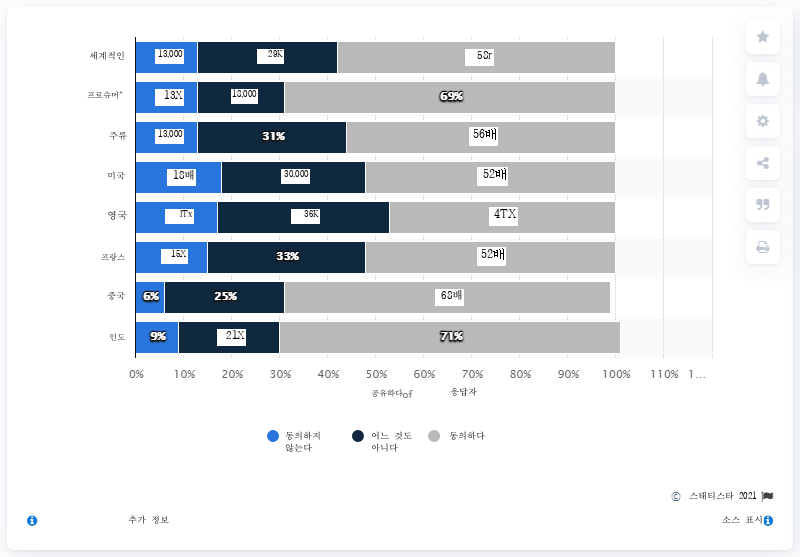 세계적인 13,000 29K 58r
프로슈머* 13X 13,000 69%
주류 13,000 31% 56배
미국 18배 30,000 52배
영국 ITx 36K 4TX
프랑스 15X 33% 52배
중국 6% 25% 68배
인도 9% 21X 71%
0% 10% 20% 30% 40% 50% 60% 70% 80% 90% 100% 110% 1...
공유하다of 응답자
동의하지 않는다
어느 것도 아니다
동의하다
© 스태티스타 2021
추가 정보 소스 표시